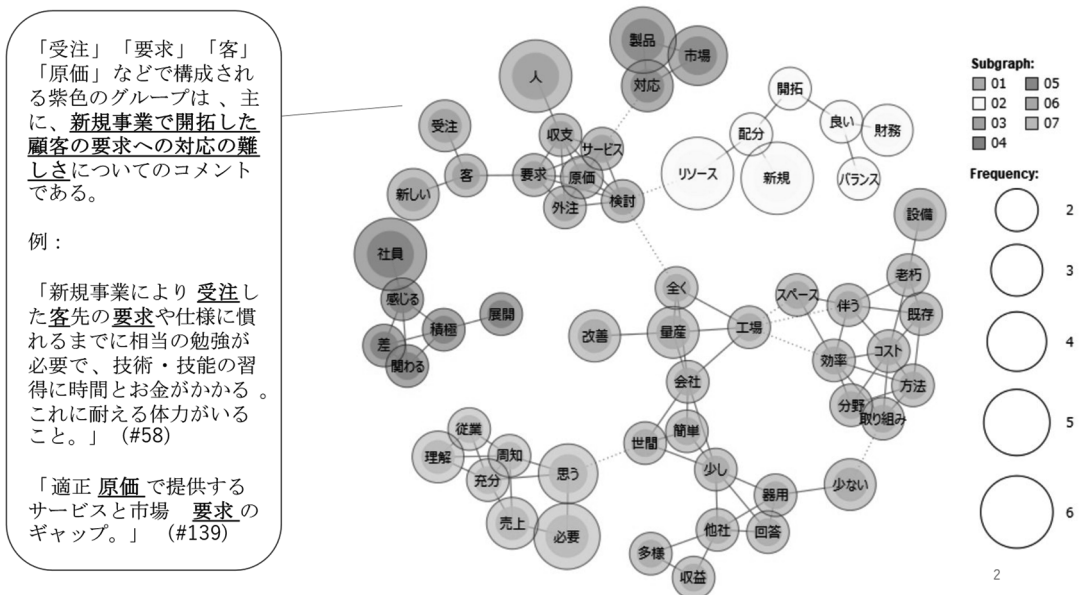 「受注」「要求」「客」
「原価」などで構成され
る紫色のグループは 、主
に、新規事業で開拓した
顧客の要求への対応の難
しさについてのコメント
である。
例：
「新規事業により 受注し
た客先の要求や仕様に慣
れるまでに相当の勉強が
必要で、技術・技能の習
得に時間とお金がかかる 。
これに耐える体力がいる
こと。」 (#58)
「適正 原価 で提供する
サービスと市場 要求 の
ギャップ。」 (#139)
製品
市場
対応
人
受注
収支
サービス
客
要求
原価
新しい
外注
検討
開拓
配分
良い
財務
リソース
新規
バランス
社員
感じる
積極
展開
差
関わる
全く
改善
量産
工場
会社
世間
簡単
少し
器用
少ない
他社
回答
多様
収益
設備
老朽
スペース
伴う
既存
効率
コスト
方法
分野
取り組み
従業
理解
周知
充分
思う
売上
必要
Subgraph:
01
02
03
04
05
06
07
Frequency:
2
3
4
5
6
2